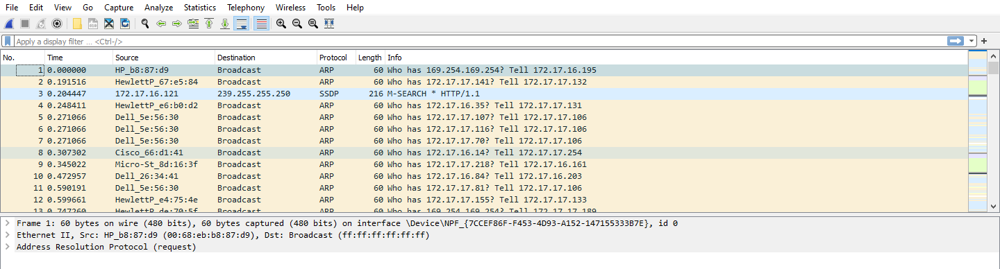 File Edit View Go Capture Analyze Statistics Telephony Wireless Tools Help
Apply a display filter ... <Ctrl-/>
No. Time Source Destination Protocol Length Info
1 0.000000 HP_b8:87:d9 Broadcast ARP 60 Who has 169.254.169.254? Tell 172.17.16.195
2 0.191516 HewlettP_67:e5:84 Broadcast ARP 60 Who has 172.17.17.141? Tell 172.17.17.132
3 0.204447 172.17.16.121 239.255.255.250 SSDP 216 M-SEARCH * HTTP/1.1
4 0.248411 HewlettP_e6:b0:d2 Broadcast ARP 60 Who has 172.17.16.35? Tell 172.17.17.131
5 0.271066 Dell_5e:56:30 Broadcast ARP 60 Who has 172.17.17.107? Tell 172.17.17.106
6 0.271066 Dell_5e:56:30 Broadcast ARP 60 Who has 172.17.17.116? Tell 172.17.17.106
7 0.271066 Dell_5e:56:30 Broadcast ARP 60 Who has 172.17.17.70? Tell 172.17.17.106
8 0.307302 Cisco_66:d1:41 Broadcast ARP 60 Who has 172.17.16.14? Tell 172.17.17.254
9 0.345022 Micro-St_8d:16:3f Broadcast ARP 60 Who has 172.17.17.218? Tell 172.17.16.161
10 0.472957 Dell_26:34:41 Broadcast ARP 60 Who has 172.17.16.84? Tell 172.17.16.203
11 0.590191 Dell_5e:56:30 Broadcast ARP 60 Who has 172.17.17.81? Tell 172.17.17.106
12 0.599661 HewlettP_e4:75:4e Broadcast ARP 60 Who has 172.17.17.155? Tell 172.17.17.133
13 0.747260 HewlettP_de:70:5f Broadcast ARP 60 Who has 169.254.169.254? Tell 172.17.17.189
Frame 1: 60 bytes on wire (480 bits), 60 bytes captured (480 bits) on interface \Device\NPF_{7CCEF86F-F453-4D93-A152-147155333B7E}, id 0
Ethernet II, Src: HP_b8:87:d9 (00:68:eb:b8:87:d9), Dst: Broadcast (ff:ff:ff:ff:ff:ff)
Address Resolution Protocol (request)